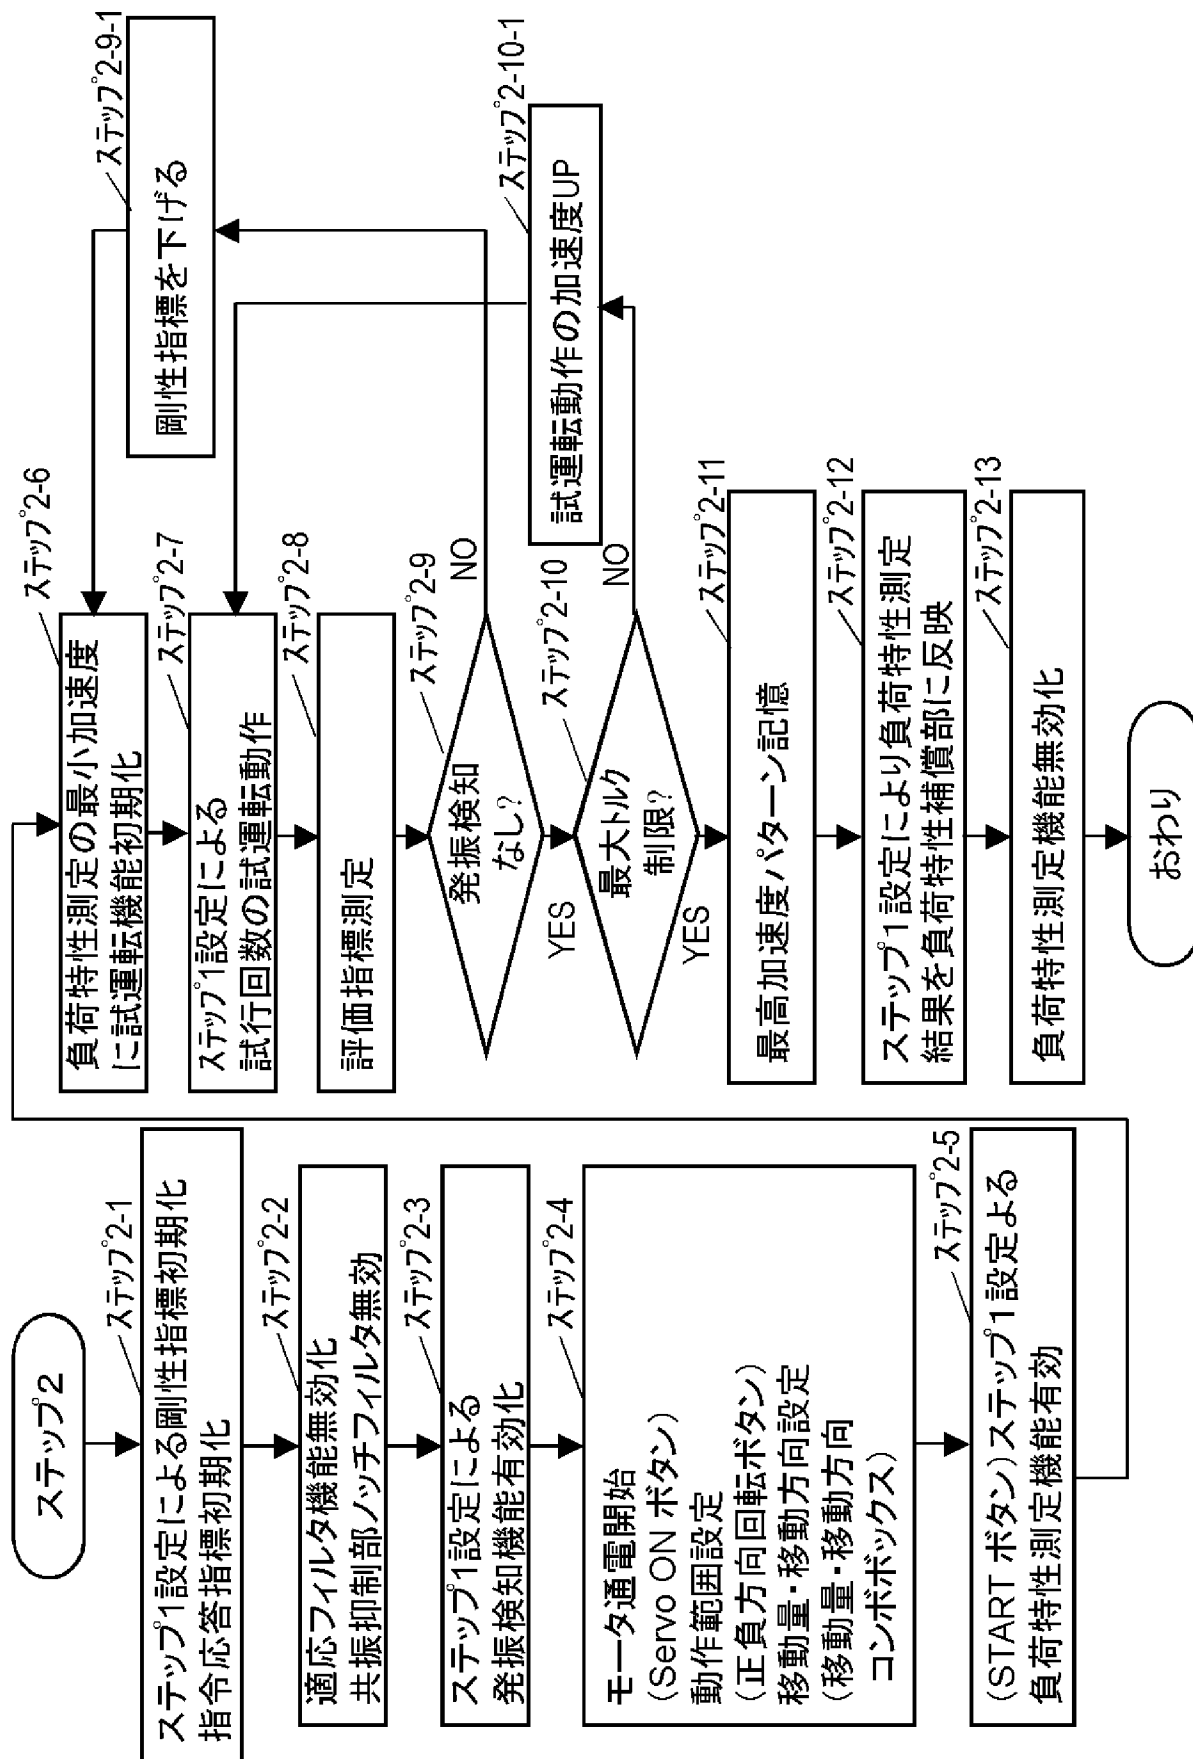 ステップ2
ステップ2-1
ステップ1設定による剛性指標初期化
指令応答指標初期化
ステップ2-2
適応フィルタ機能無効化
共振抑制部ノッチフィルタ無効
ステップ2-3
ステップ1設定による
発振検知機能有効化
ステップ2-4
モータ通電開始
(Servo ON ボタン)
動作範囲設定
(正負方向回転ボタン)
移動量・移動方向設定
(移動量・移動方向
コンボボックス)
ステップ2-5
(START ボタン)ステップ1設定よる
負荷特性測定機能有効
ステップ2-6
負荷特性測定の最小加速度
に試運転機能初期化
ステップ2-7
ステップ1設定による
試行回数の試運転動作
ステップ2-8
評価指標測定
ステップ2-9
発振検知
なし?
NO
YES
ステップ2-9-1
剛性指標を下げる
ステップ2-10
最大トルク
制限?
NO
YES
ステップ2-10-1
試運転動作の加速度UP
ステップ2-11
最高加速度パターン記憶
ステップ2-12
ステップ1設定により負荷特性測定
結果を負荷特性補償部に反映
ステップ2-13
負荷特性測定機能無効化
おわり